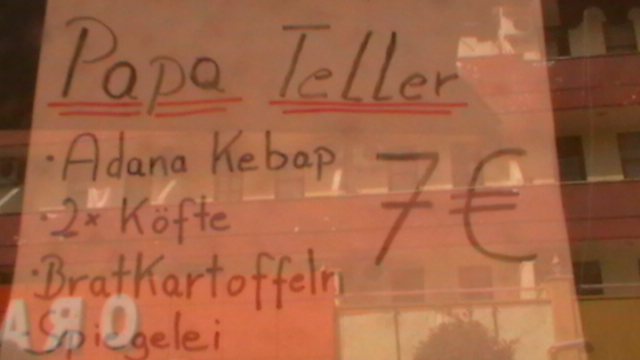 Papa Teller
· Adana Kebap
7€
· 2x Köfte
· Bratkartoffeln
Spiegelei